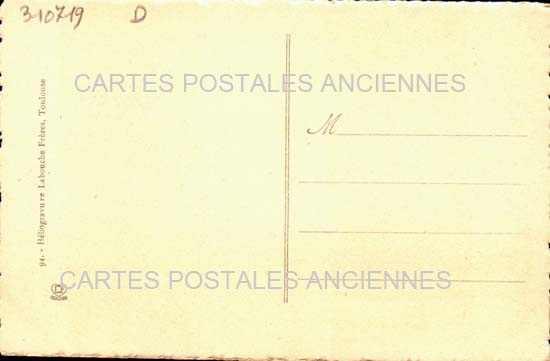 310719 D
CARTES POSTALES ANCIENNES
M
94. - Héliogravure Labouche Frères, Toulouse
CARTES POSTALES ANCIENNES